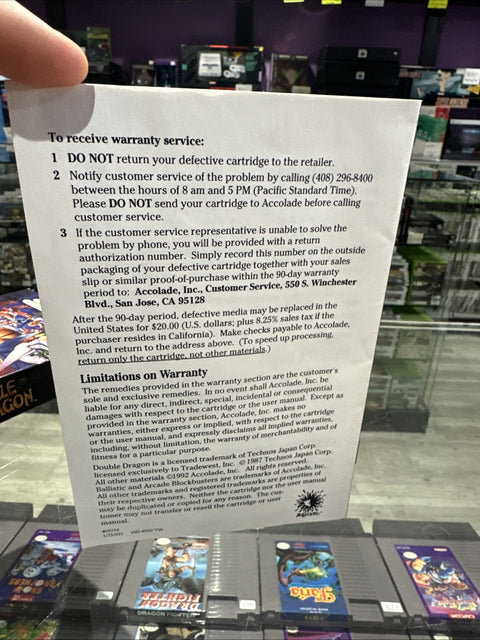 To receive warranty service:
1 DO NOT return your defective cartridge to the retailer.
2 Notify customer service of the problem by calling (408) 296-8400
between the hours of 8 am and 5 PM (Pacific Standard Time).
Please DO NOT send your cartridge to Accolade before calling
customer service.
3 If the customer service representative is unable to solve the
problem by phone, you will be provided with a return
authorization number. Simply record this number on the outside
packaging of your defective cartridge together with your sales
slip or similar proof-of-purchase within the 90-day warranty
period to: Accolade, Inc., Customer Service, 550 S. Winchester
Blvd., San Jose, CA 95128
After the 90-day period, defective media may be replaced in the
United States for $20.00 (U.S. dollars; plus 8.25% sales tax if the
purchaser resides in California). Make checks payable to Accolade,
Inc. and return to the address above. (To speed up processing,
return only the cartridge, not other materials.)
Limitations on Warranty
The remedies provided in the warranty section are the customer's
sole and exclusive remedies. In no event shall Accolade, Inc. be
liable for any direct, indirect, special, incidental or consequential
damages with respect to the cartridge or the user manual. Except as
provided in the warranty section, Accolade, Inc. makes no
warranties, either express or implied, with respect to the cartridge
or the user manual, and expressly disclaims all implied warranties,
including, without limitation, the warranty of merchantability and of
fitness for a particular purpose.
Double Dragon is a licensed trademark of Technos Japan Corp.
licensed exclusively to Tradewest, Inc. © 1987 Technos Japan Corp.
All other materials ©1992 Accolade, Inc. All rights reserved.
Ballistic and Arcade Blockbusters are trademarks of Accolade, Inc.
All other trademarks and registered trademarks are properties of
their respective owners. Neither the cartridge nor the user manual
may be duplicated or copied for any reason. The cus-
tomer may not transfer or resell the cartridge or user
manual.
DRAGON FIGHTER